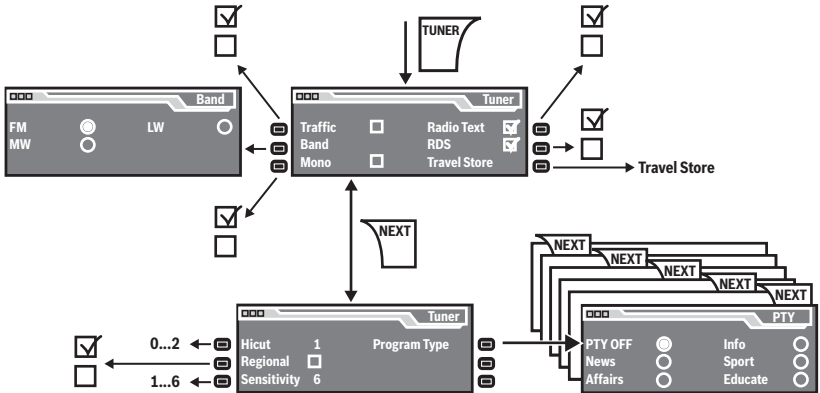 TUNER
Band
FM
LW
MW
Tuner
Traffic
Radio Text
Band
RDS
Mono
Travel Store
Travel Store
NEXT
NEXT
NEXT
NEXT
NEXT
NEXT
Tuner
0...2
Hicut 1
Program Type
Regional
1...6
Sensitivity 6
PTY
PTY OFF
Info
News
Sport
Affairs
Educate